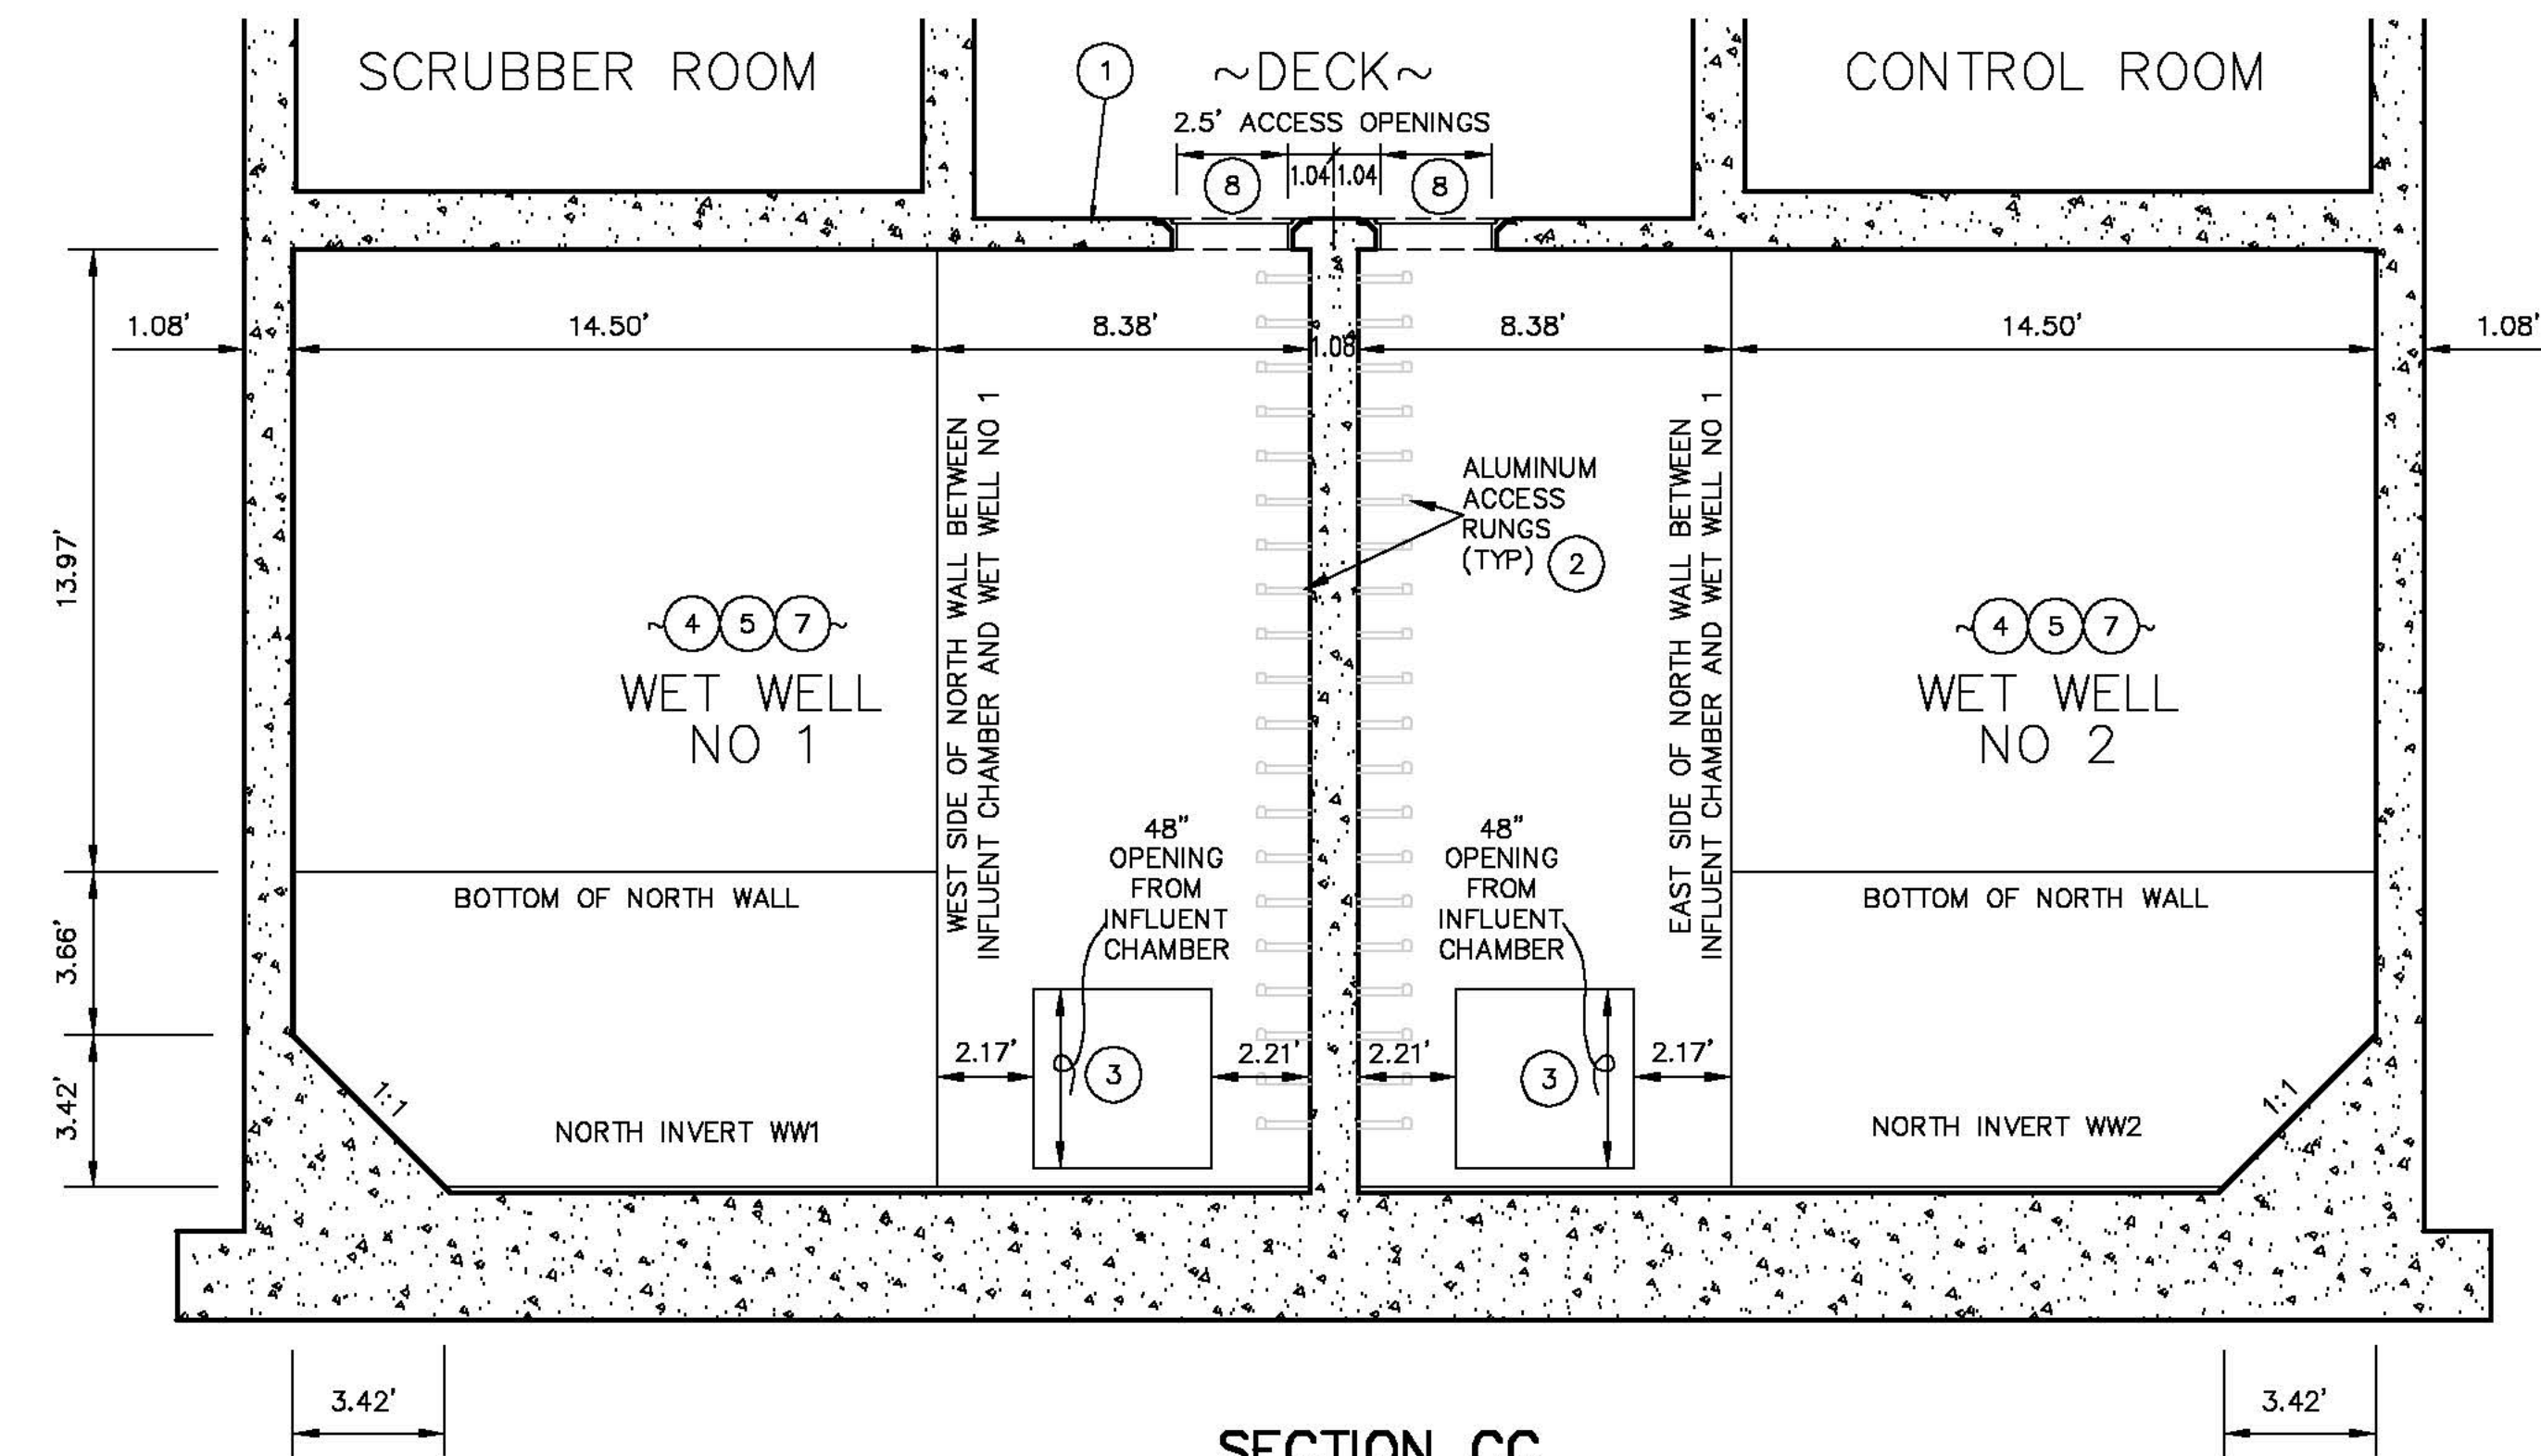 SCRUBBER ROOM
1
~DECK~
CONTROL ROOM
2.5' ACCESS OPENINGS
8
1.04
1.04
8
1.08'
14.50'
8.38'
1.08
8.38'
14.50'
1.08'
13.97'
3.66'
3.42'
WEST SIDE OF NORTH WALL BETWEEN
INFLUENT CHAMBER AND WET WELL NO 1
EAST SIDE OF NORTH WALL BETWEEN
INFLUENT CHAMBER AND WET WELL NO 1
ALUMINUM
ACCESS
RUNGS
(TYP) 2
~4 5 7~
WET WELL
NO 1
~4 5 7~
WET WELL
NO 2
48"
OPENING
FROM
INFLUENT
CHAMBER
48"
OPENING
FROM
INFLUENT
CHAMBER
BOTTOM OF NORTH WALL
BOTTOM OF NORTH WALL
2.17'
3
2.21'
2.21'
3
2.17'
1:1
1:1
NORTH INVERT WW1
NORTH INVERT WW2
3.42'
3.42'
SECTION CC